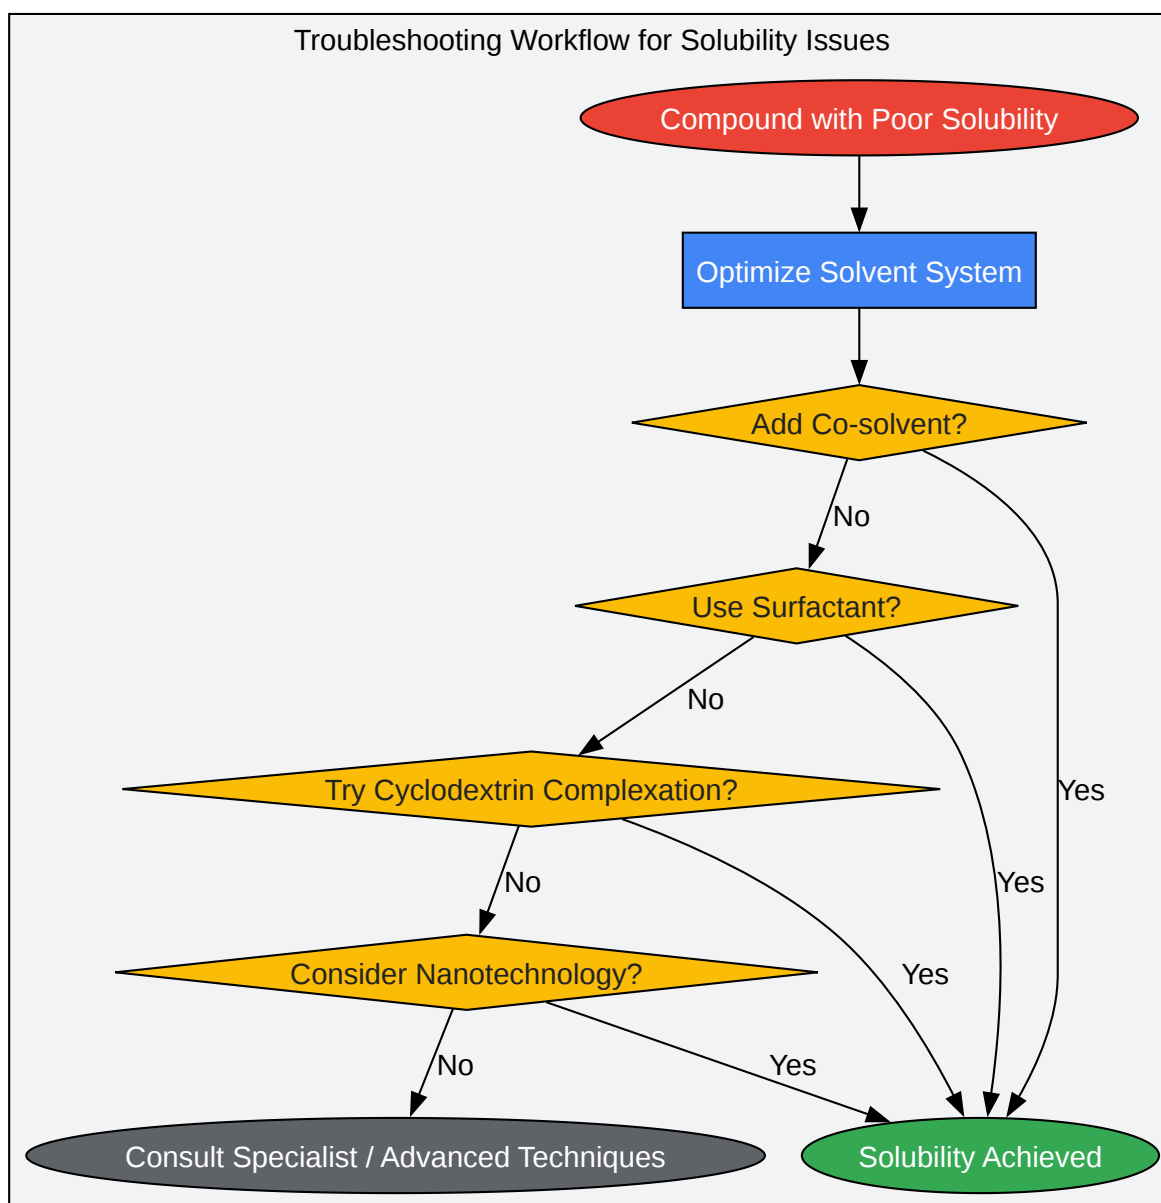 Troubleshooting Workflow for Solubility Issues
Compound with Poor Solubility
Optimize Solvent System
Add Co-solvent?
No
Use Surfactant?
No
Try Cyclodextrin Complexation?
Yes
No
Yes
Consider Nanotechnology?
Yes
No
Yes
Consult Specialist / Advanced Techniques
Solubility Achieved